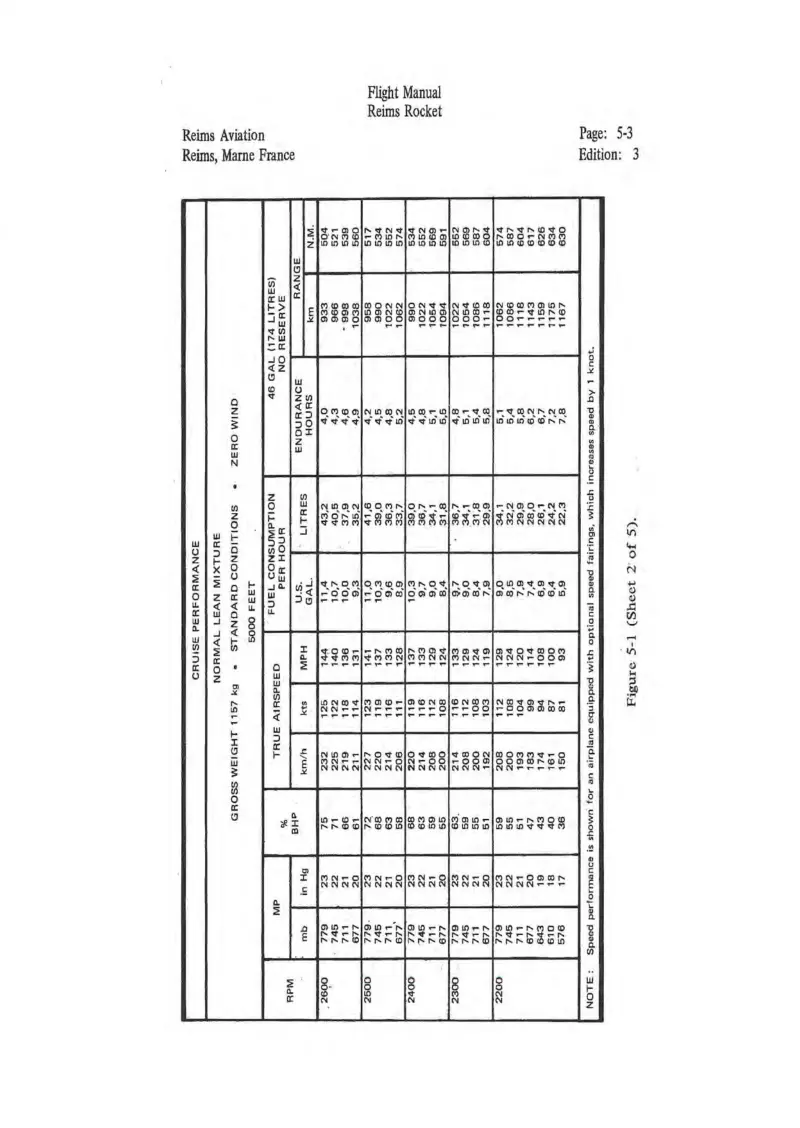 Flight Manual
Reims Rocket
Reims Aviation
Page: 5-3
Reims, Marne France
Edition: 3
CRUISE PERFORMANCE
NORMAL LEAN MIXTURE
GROSS WEIGHT 1157 kg • STANDARD CONDITIONS • ZERO WIND
5000 FEET
RPM MP % BHP TRUE AIRSPEED FUEL CONSUMPTION PER HOUR 46 GAL (174 LITRES) NO RESERVE
mb in Hg km/h kts MPH U.S. GAL. LITRES ENDURANCE HOURS RANGE km N.M.
2600 779 23 75 232 125 144 11,4 43,2 4,0 933 504
745 22 71 225 122 140 10,7 40,5 4,3 966 521
711 21 66 219 118 136 10,0 37,9 4,6 998 539
677 20 61 211 114 131 9,3 35,2 4,9 1038 560
2500 779 23 72 227 123 141 11,0 41,6 4,2 958 517
745 22 68 220 119 137 10,3 39,0 4,5 990 534
711 21 63 214 116 133 9,6 36,3 4,8 1022 552
677 20 58 206 111 128 8,9 33,7 5,2 1062 574
2400 779 23 68 220 119 137 10,3 39,0 4,5 990 534
745 22 63 214 116 133 9,7 36,7 4,8 1022 552
711 21 59 208 112 129 9,0 34,1 5,1 1054 569
677 20 55 200 108 124 8,4 31,8 5,5 1094 591
2300 779 23 63 214 116 133 9,7 36,7 4,8 1022 552
745 22 59 208 112 129 9,0 34,1 5,1 1054 569
711 21 55 200 108 124 8,4 31,8 5,4 1086 587
677 20 51 192 103 119 7,9 29,9 5,8 1118 604
2200 779 23 59 208 112 129 9,0 34,1 5,1 1062 574
745 22 55 200 108 124 8,5 32,2 5,4 1086 587
711 21 51 193 104 120 7,9 29,9 5,8 1118 604
677 20 47 183 99 114 7,4 28,0 6,2 1143 617
643 19 43 174 94 108 6,9 26,1 6,7 1159 626
610 18 40 161 87 100 6,4 24,2 7,2 1175 634
576 17 36 150 81 93 5,9 22,3 7,8 1167 630
NOTE : Speed performance is shown for an airplane equipped with optional speed fairings, which increases speed by 1 knot.
Figure 5-1 (Sheet 2 of 5).